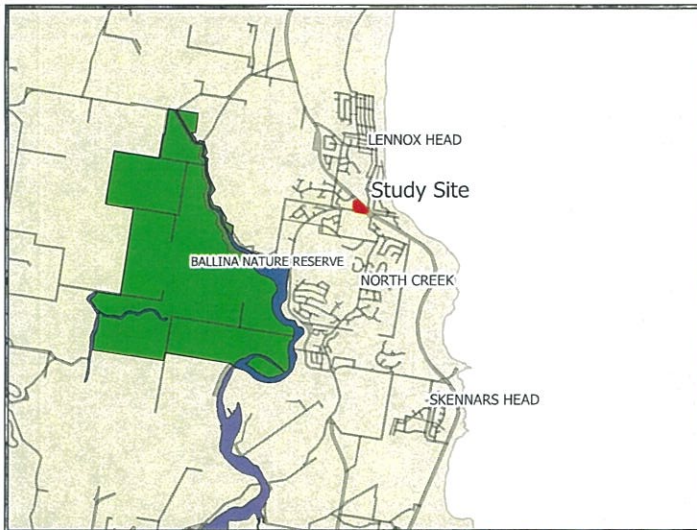 LENNOX HEAD
Study Site
BALLINA NATURE RESERVE
NORTH CREEK
SKENNARS HEAD